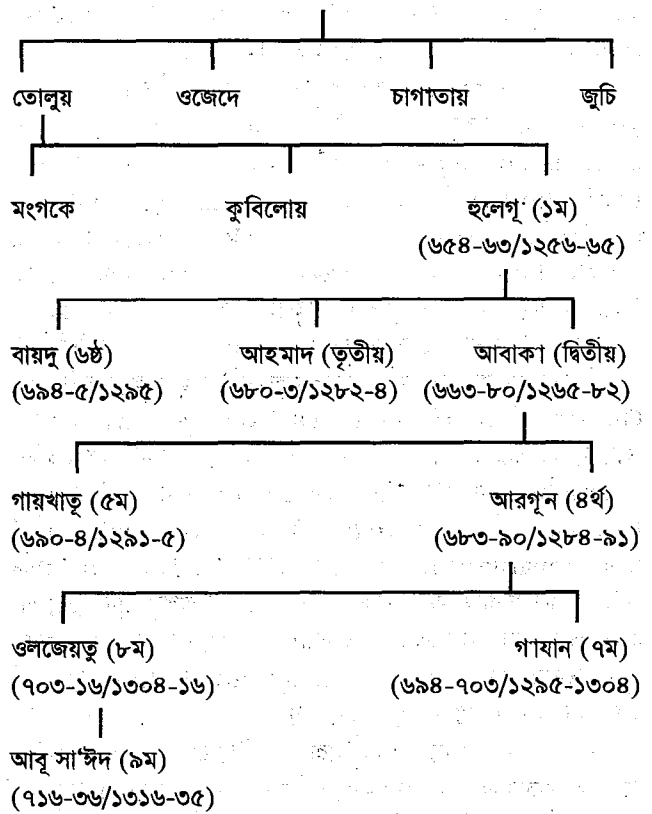 তোলুয় ওজেদে চাগাতায় জুচি
মংগকে কুবিলোয় হুলেগূ (১ম)
(৬৫৪-৬৩/১২৫৬-৬৫)
বায়দু (৬ষ্ঠ) আহমাদ (তৃতীয়) আবাকা (দ্বিতীয়)
(৬৯৪-৫/১২৯৫) (৬৮০-৩/১২৮২-৪) (৬৬৩-৮০/১২৬৫-৮২)
গায়খাতূ (৫ম) আরগূন (৪র্থ)
(৬৯০-৪/১২৯১-৫) (৬৮৩-৯০/১২৮৪-৯১)
ওলজেয়তু (৮ম) গাযান (৭ম)
(৭০৩-১৬/১৩০৪-১৬) (৬৯৪-৭০৩/১২৯৫-১৩০৪)
আবূ সা'ঈদ (৯ম)
(৭১৬-৩৬/১৩১৬-৩৫)